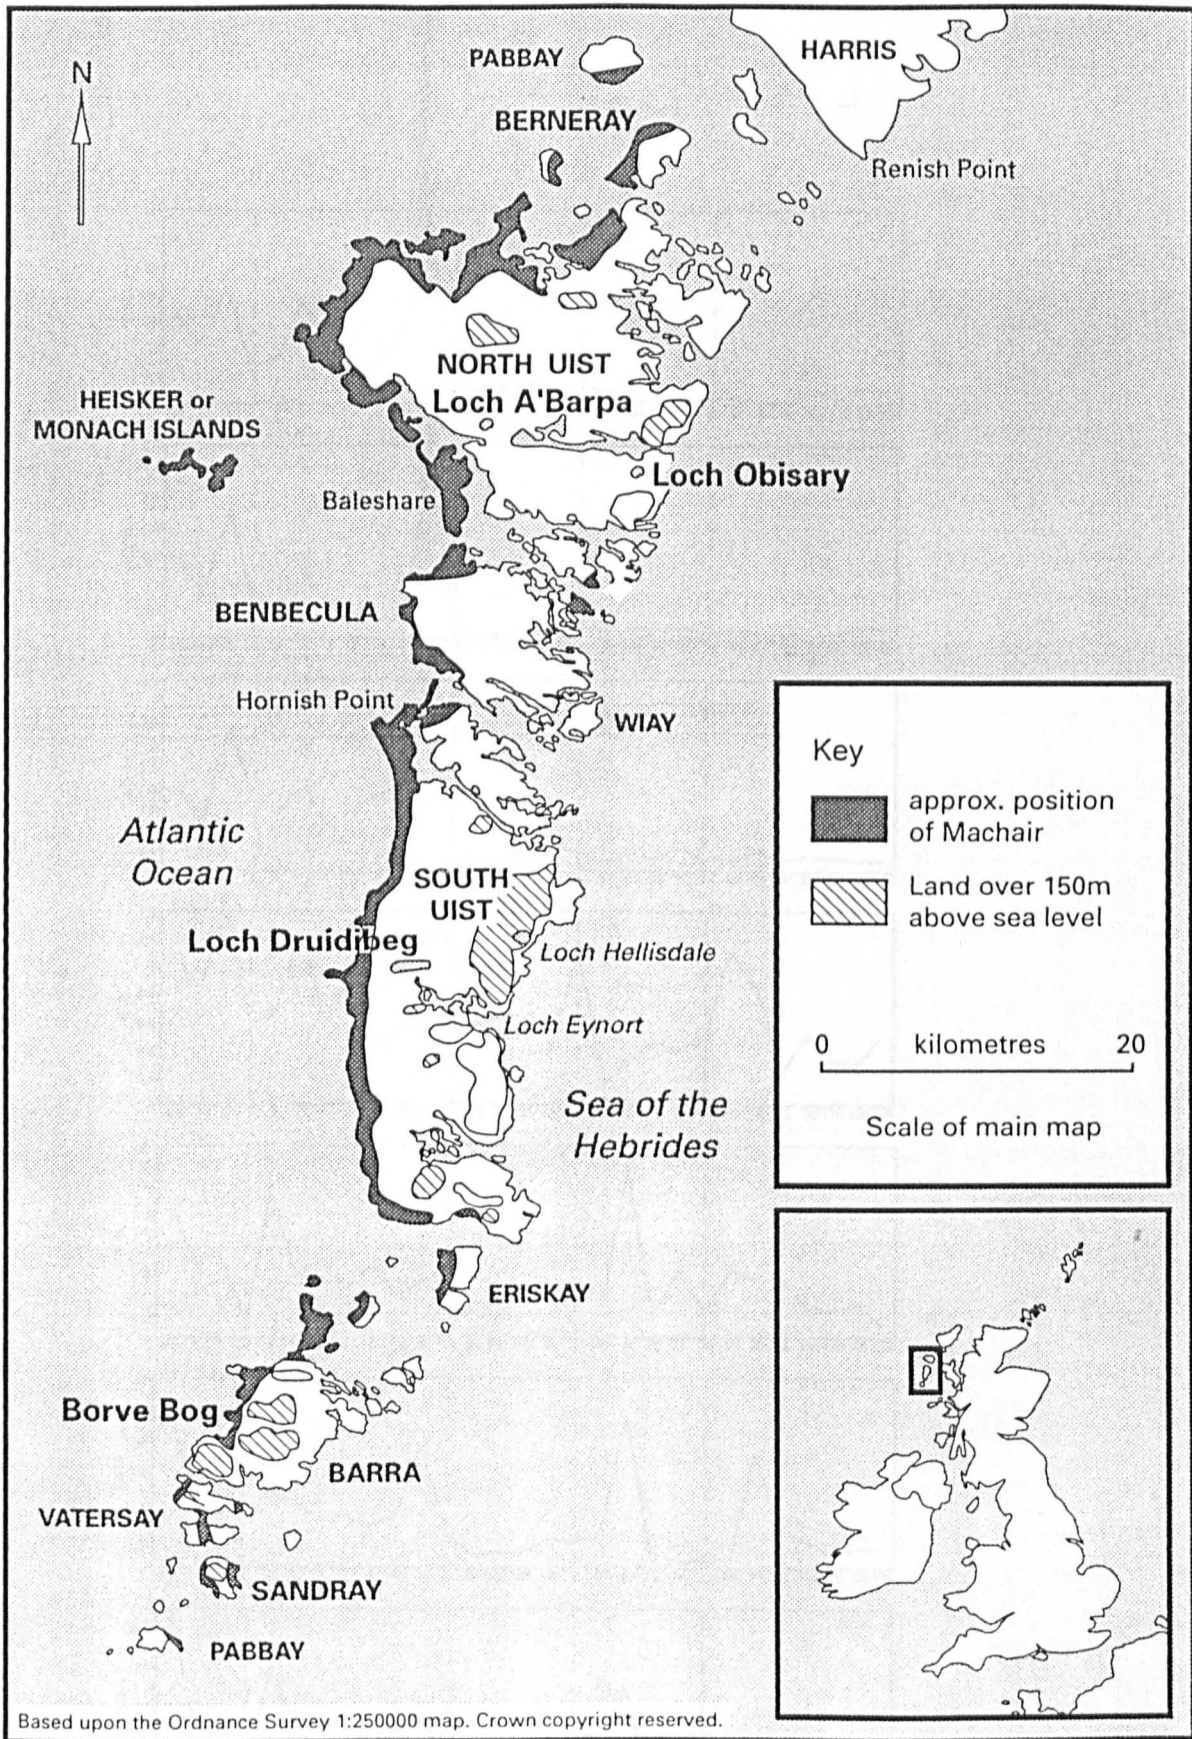 PABBAY
HARRIS
N
BERNERAY
Renish Point
NORTH UIST
Loch A'Barpa
HEISKER or
MONACH ISLANDS
Loch Obisary
Baleshare
BENBECULA
Hornish Point
WIAY
Key
approx. position
of Machair
Atlantic
Ocean
SOUTH
UIST
Land over 150m
above sea level
Loch Druidibeg
Loch Hellisdale
Loch Eynort
0 kilometres 20
Sea of the
Hebrides
Scale of main map
ERISKAY
Borve Bog
BARRA
VATERSAY
SANDRAY
PABBAY
Based upon the Ordnance Survey 1:250000 map. Crown copyright reserved.